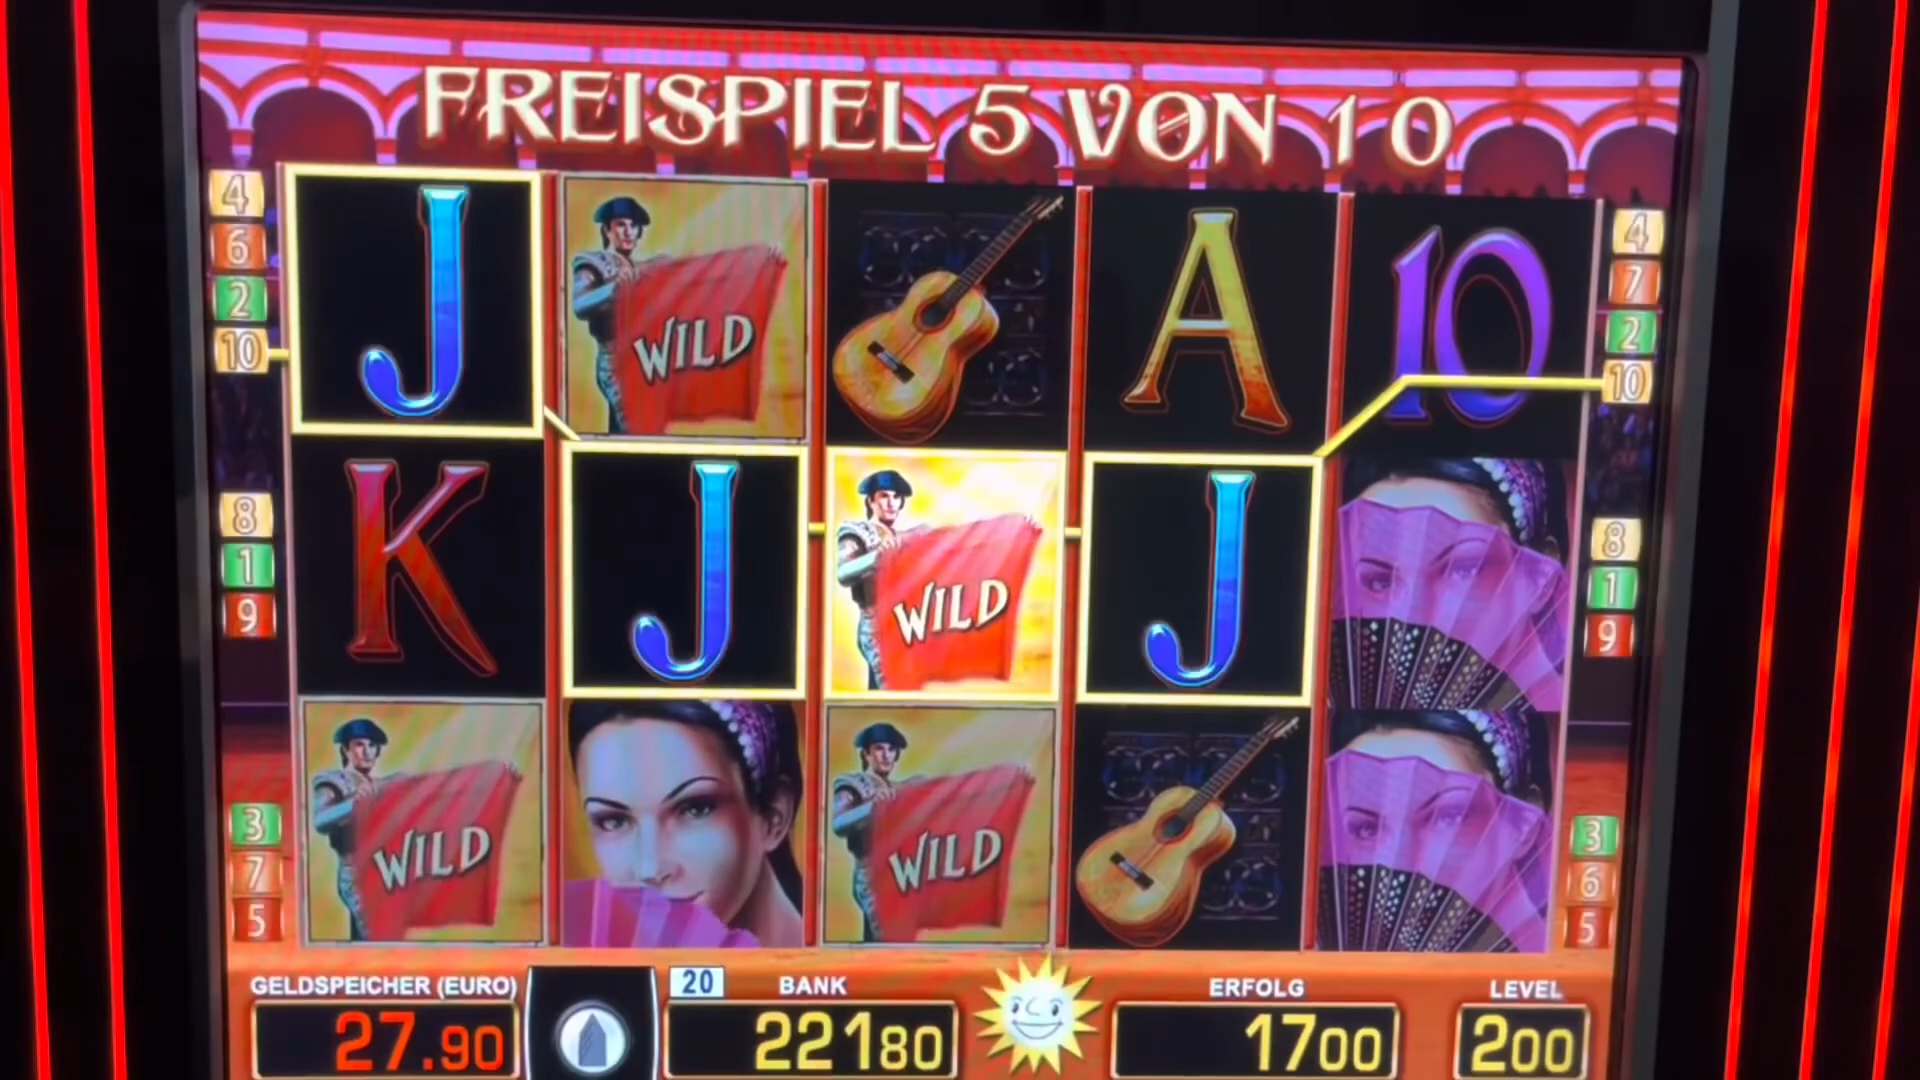 FREISPIEL 5 VON 10
4 J 10 4
6 WILD A 7
2 2
10 10
8 K J WILD J 8
1 1
9 9
3 WILD WILD 3
7 6
5 5
GELDSPEICHER (EURO) 20 BANK ERFOLG LEVEL
27.90 22180 1700 200